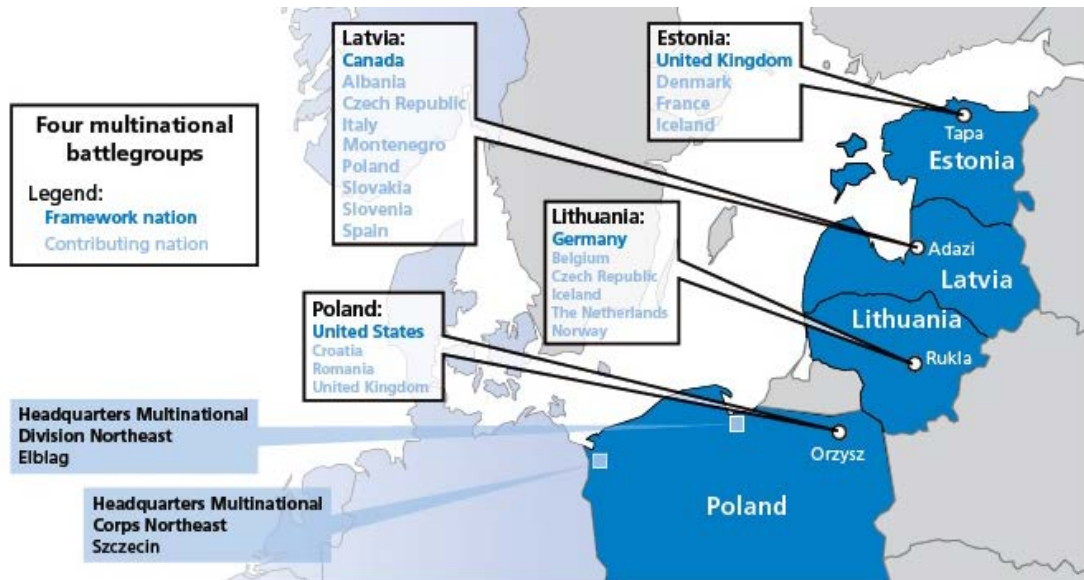 Four multinational
battlegroups
Legend:
Framework nation
Contributing nation
Latvia:
Canada
Albania
Czech Republic
Italy
Montenegro
Poland
Slovakia
Slovenia
Spain
Estonia:
United Kingdom
Denmark
France
Iceland
Lithuania:
Germany
Belgium
Czech Republic
Iceland
The Netherlands
Norway
Poland:
United States
Croatia
Romania
United Kingdom
Headquarters Multinational
Division Northeast
Elblag
Headquarters Multinational
Corps Northeast
Szczecin
Tapa
Estonia
Adazi
Latvia
Lithuania
Rukla
Orzysz
Poland